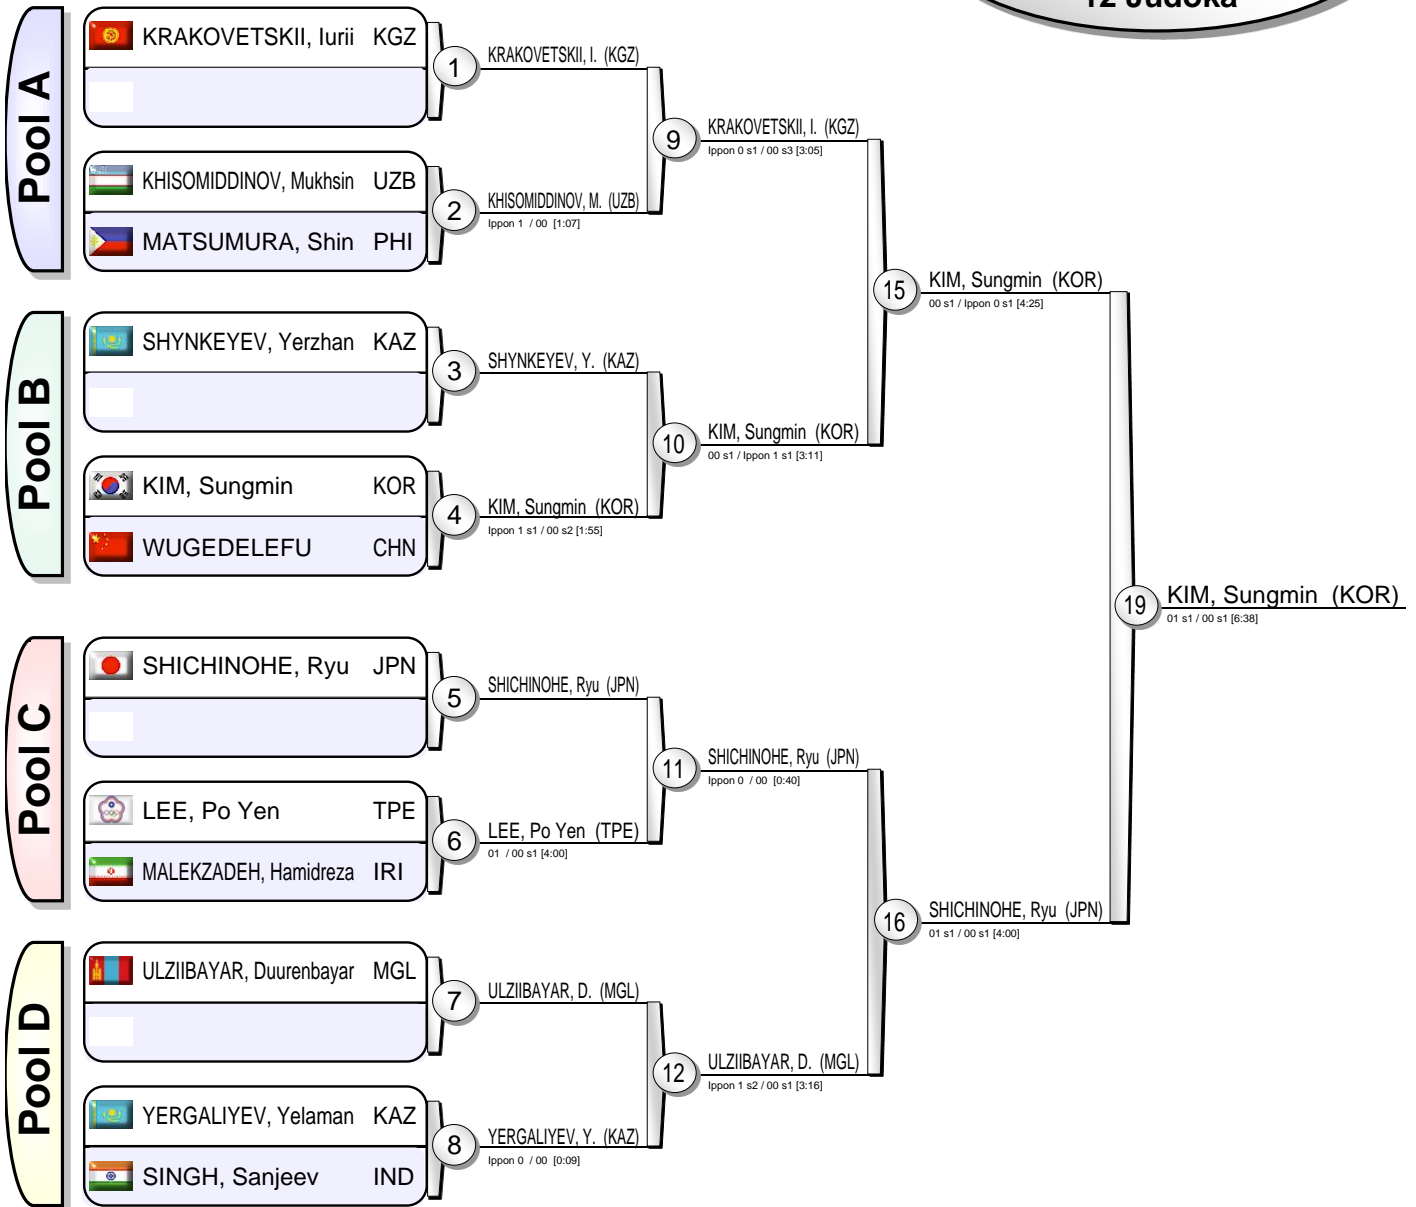 12 Judoka
Pool A
KRAKOVETSKII, Iurii KGZ
1
KRAKOVETSKII, I. (KGZ)
KHISOMIDDINOV, Mukhsin UZB
MATSUMURA, Shin PHI
2
KHISOMIDDINOV, M. (UZB)
Ippon 1 / 00 [1:07]
9
KRAKOVETSKII, I. (KGZ)
Ippon 0 s1 / 00 s3 [3:05]
Pool B
SHYNKEYEV, Yerzhan KAZ
3
SHYNKEYEV, Y. (KAZ)
KIM, Sungmin KOR
WUGEDELEFU CHN
4
KIM, Sungmin (KOR)
Ippon 1 s1 / 00 s2 [1:55]
10
KIM, Sungmin (KOR)
00 s1 / Ippon 1 s1 [3:11]
15
KIM, Sungmin (KOR)
00 s1 / Ippon 0 s1 [4:25]
Pool C
SHICHINOHE, Ryu JPN
5
SHICHINOHE, Ryu (JPN)
LEE, Po Yen TPE
MALEKZADEH, Hamidreza IRI
6
LEE, Po Yen (TPE)
01 / 00 s1 [4:00]
11
SHICHINOHE, Ryu (JPN)
Ippon 0 / 00 [0:40]
Pool D
ULZIIBAYAR, Duurenbayar MGL
7
ULZIIBAYAR, D. (MGL)
YERGALIYEV, Yelaman KAZ
SINGH, Sanjeev IND
8
YERGALIYEV, Y. (KAZ)
Ippon 0 / 00 [0:09]
12
ULZIIBAYAR, D. (MGL)
Ippon 1 s2 / 00 s1 [3:16]
16
SHICHINOHE, Ryu (JPN)
01 s1 / 00 s1 [4:00]
19
KIM, Sungmin (KOR)
01 s1 / 00 s1 [6:38]